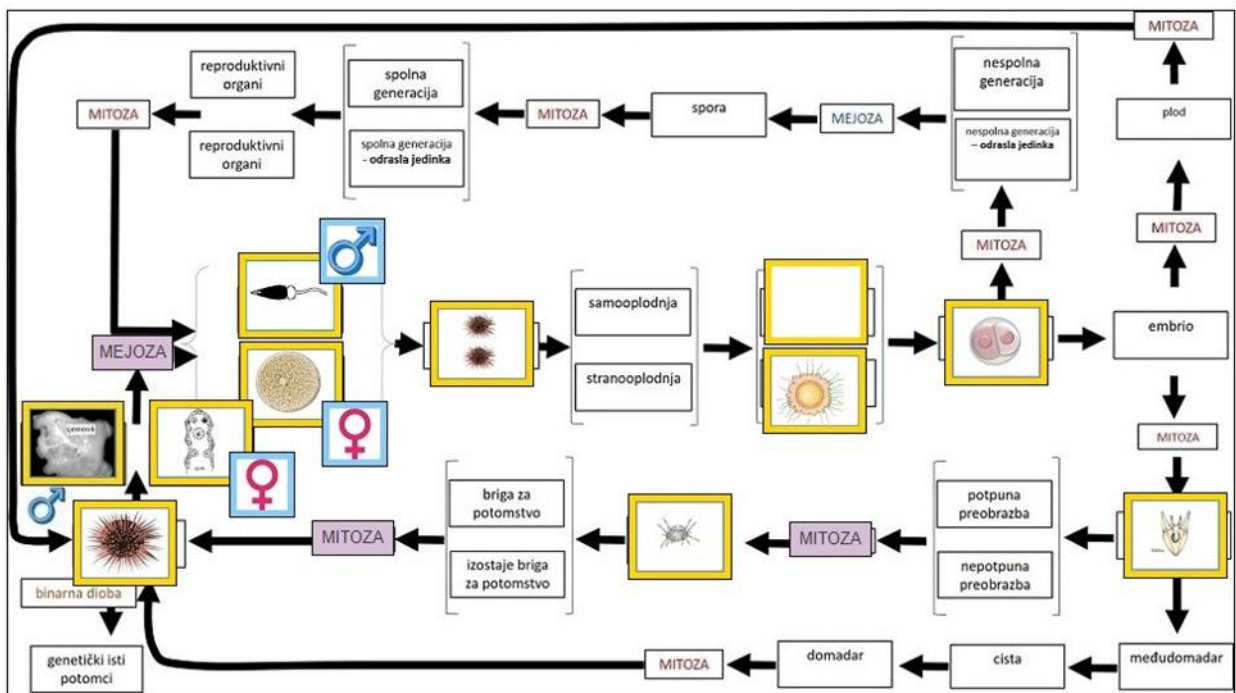 MITOZA
reproduktivni
organi
spolna
generacija
nespolna
generacija
MITOZA
MITOZA
spora
MEJOZA
plod
reproduktivni
organi
spolna generacija
- odrasla jedinka
nespolna generacija
– odrasla jedinka
MITOZA
MITOZA
samooplodnja
embrio
MEJOZA
stranooplodnja
MITOZA
briga za
potomstvo
potpuna
preobrazba
MITOZA
MITOZA
izostaje briga
za potomstvo
nepotpuna
preobrazba
binarna dioba
genetički isti
potomci
MITOZA
domadar
cista
međudomadar